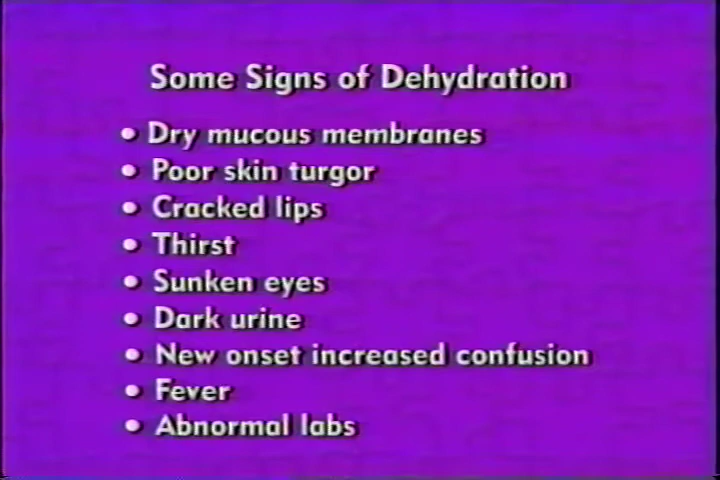 Some Signs of Dehydration
• Dry mucous membranes
• Poor skin turgor
• Cracked lips
• Thirst
• Sunken eyes
• Dark urine
• New onset increased confusion
• Fever
• Abnormal labs